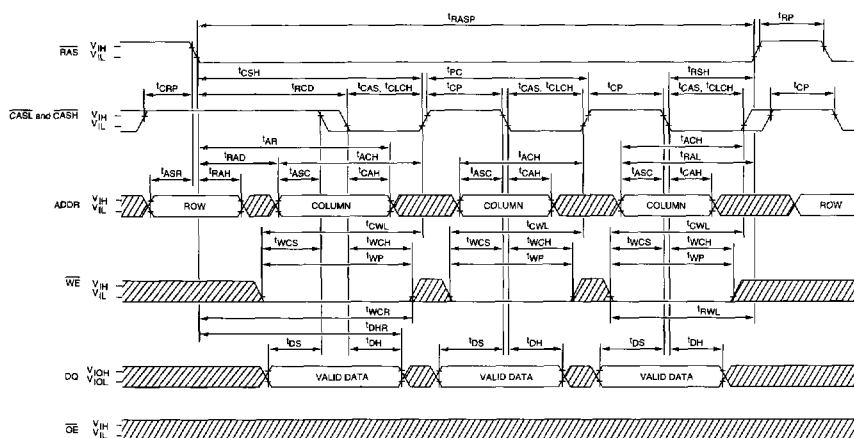 tRASP tRP
RAS VIH
VIL
tCSH tPC tRSH
tCRP tRCD tCAS, tCLCH tCP tCAS, tCLCH tCP tCAS, tCLCH tCP
CASL and CASH VIH
VIL
tAR tACH
tRAD tACH tACH tRAL
tASR tRAH tASC tCAH tASC tCAH tASC tCAH
ADDR VIH
VIL
ROW COLUMN COLUMN COLUMN ROW
tCWL tCWL tCWL
tWCS tWCH tWCS tWCH tWCS tWCH
tWP tWP tWP
WE VIH
VIL
tWCR tRWL
tDHR
tDS tDH tDS tDH tDS tDH
DQ VIOH
VIOL
VALID DATA VALID DATA VALID DATA
OE VIH
VIL